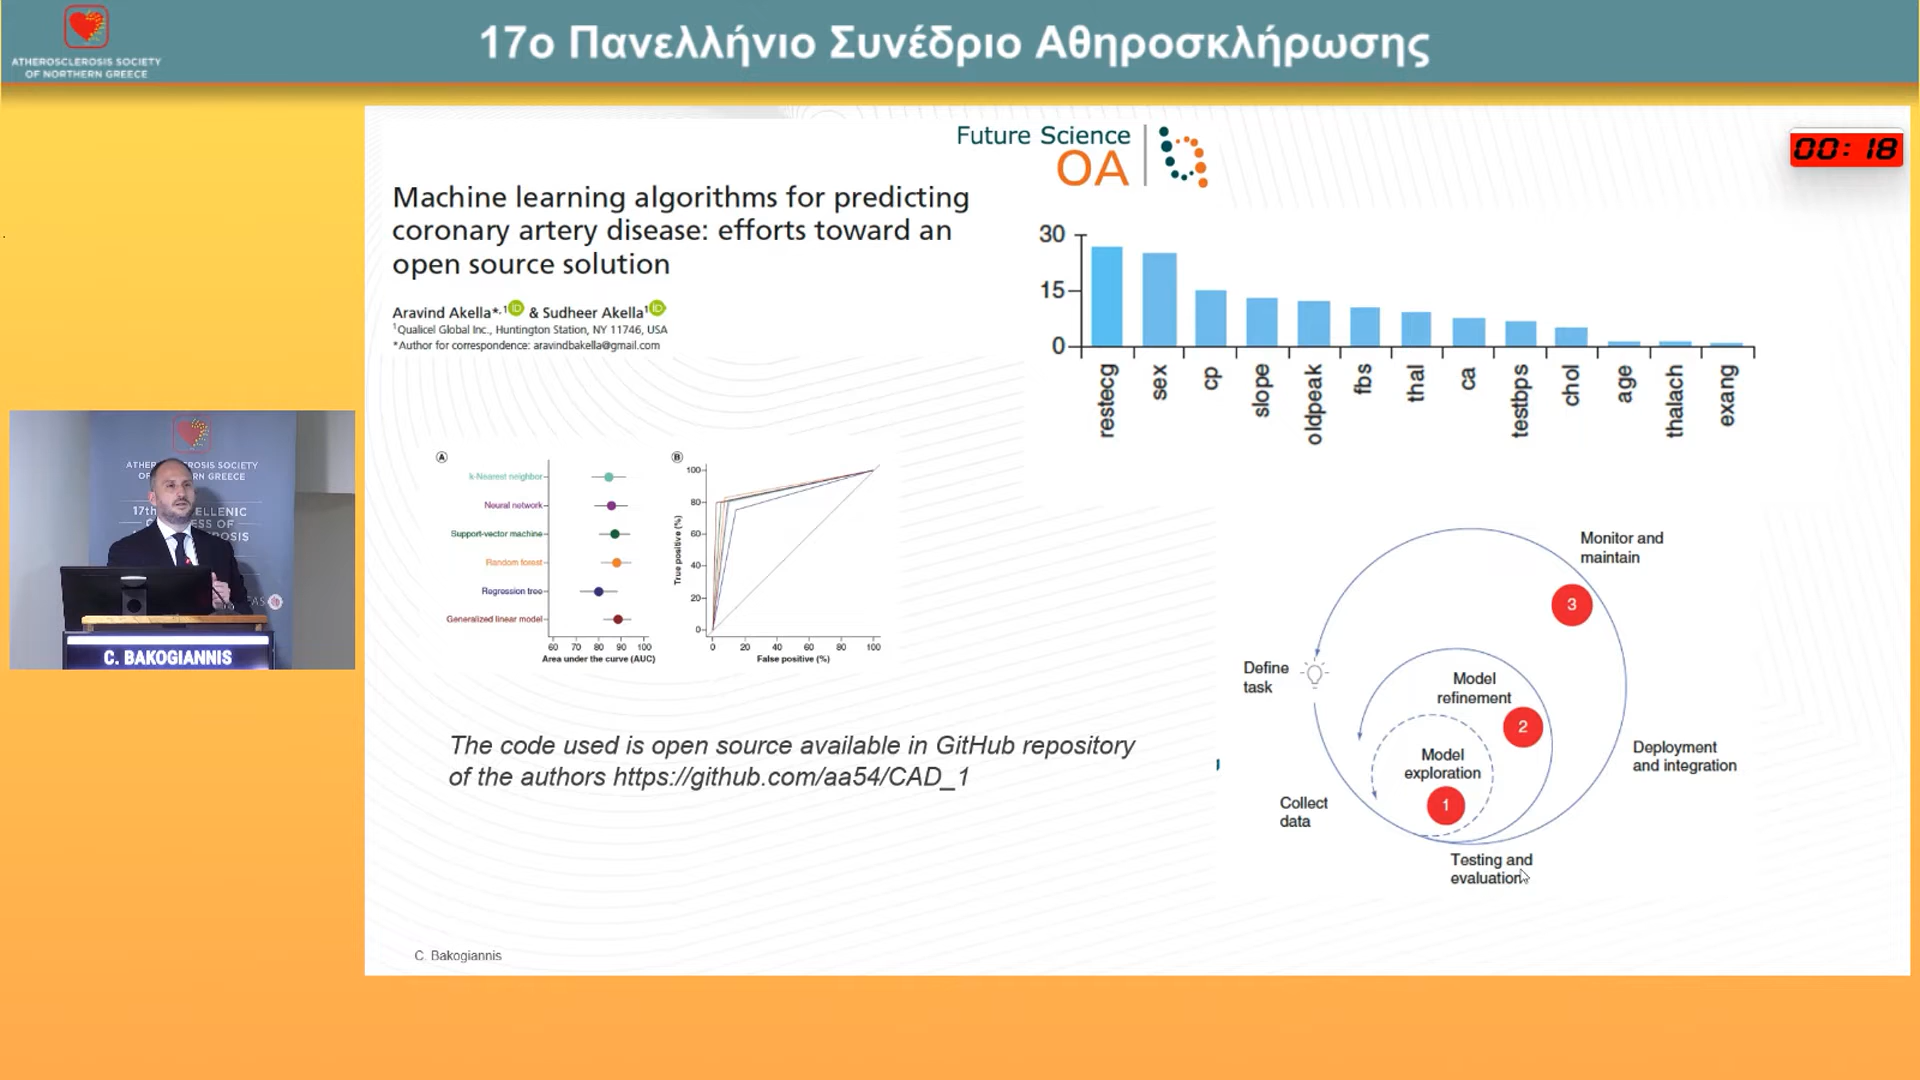 17ο Πανελλήνιο Συνέδριο Αθηροσκλήρωσης
ATHEROSCLEROSIS SOCIETY
OF NORTHERN GREECE
00:18
Future Science
OA
Machine learning algorithms for predicting
coronary artery disease: efforts toward an
open source solution
Aravind Akella*,1 & Sudheer Akella1
1Qualicel Global Inc., Huntington Station, NY 11746, USA
*Author for correspondence: aravindbakella@gmail.com
30
15
0
restecg
sex
cp
slope
oldpeak
fbs
thal
ca
testbps
chol
age
thalach
exang
A
k-Nearest neighbor
Neural network
Support-vector machine
Random forest
Regression tree
Generalized linear model
60 70 80 90 100
Area under the curve (AUC)
B
True positive (%)
100
80
60
40
20
0
0 20 40 60 80 100
False positive (%)
Monitor and
maintain
3
Define
task
Model
refinement
2
Model
exploration
1
Deployment
and integration
Collect
data
Testing and
evaluation
The code used is open source available in GitHub repository
of the authors https://github.com/aa54/CAD_1
C. Bakogiannis
17th
C. BAKOGIANNIS